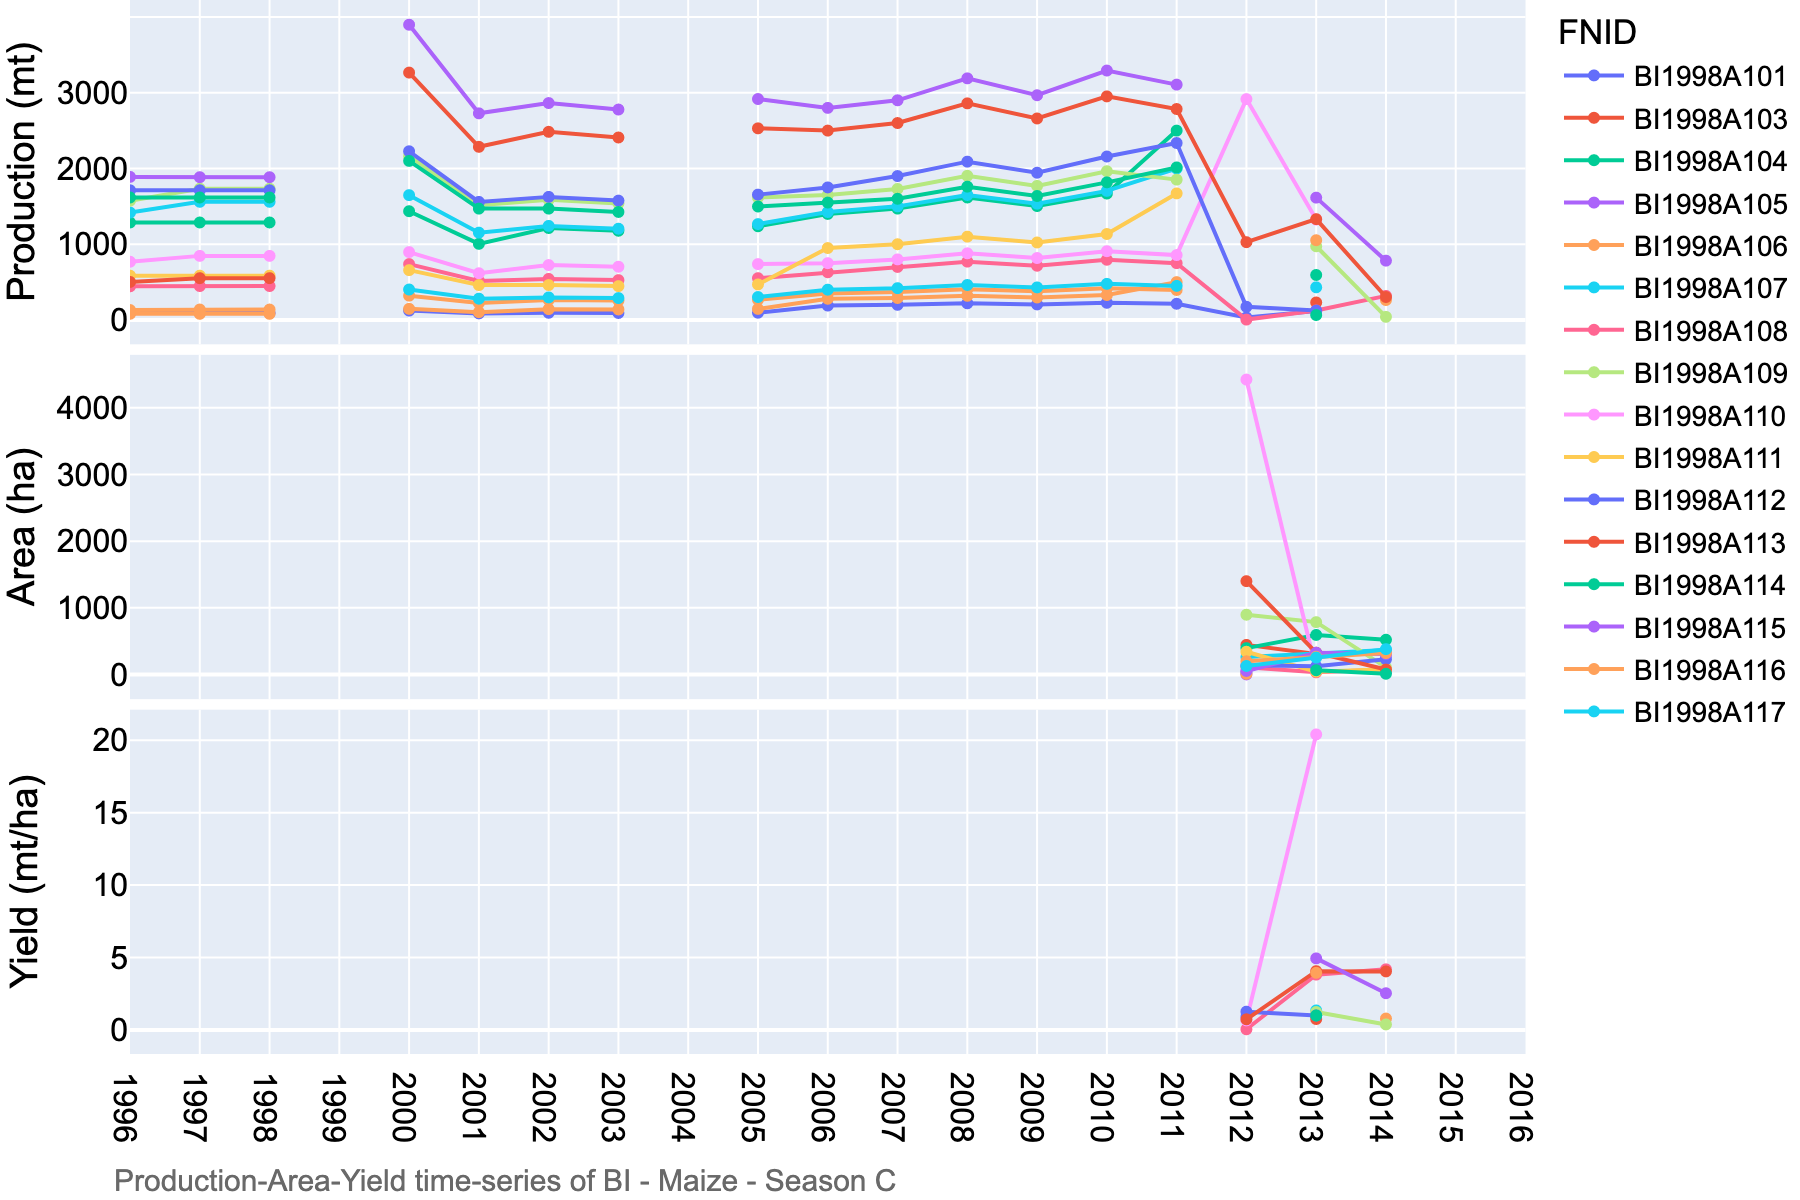 Production (mt)
3000
2000
1000
0
Area (ha)
4000
3000
2000
1000
0
Yield (mt/ha)
20
15
10
5
0
1996
1997
1998
1999
2000
2001
2002
2003
2004
2005
2006
2007
2008
2009
2010
2011
2012
2013
2014
2015
2016
Production-Area-Yield time-series of BI - Maize - Season C
FNID
BI1998A101
BI1998A103
BI1998A104
BI1998A105
BI1998A106
BI1998A107
BI1998A108
BI1998A109
BI1998A110
BI1998A111
BI1998A112
BI1998A113
BI1998A114
BI1998A115
BI1998A116
BI1998A117